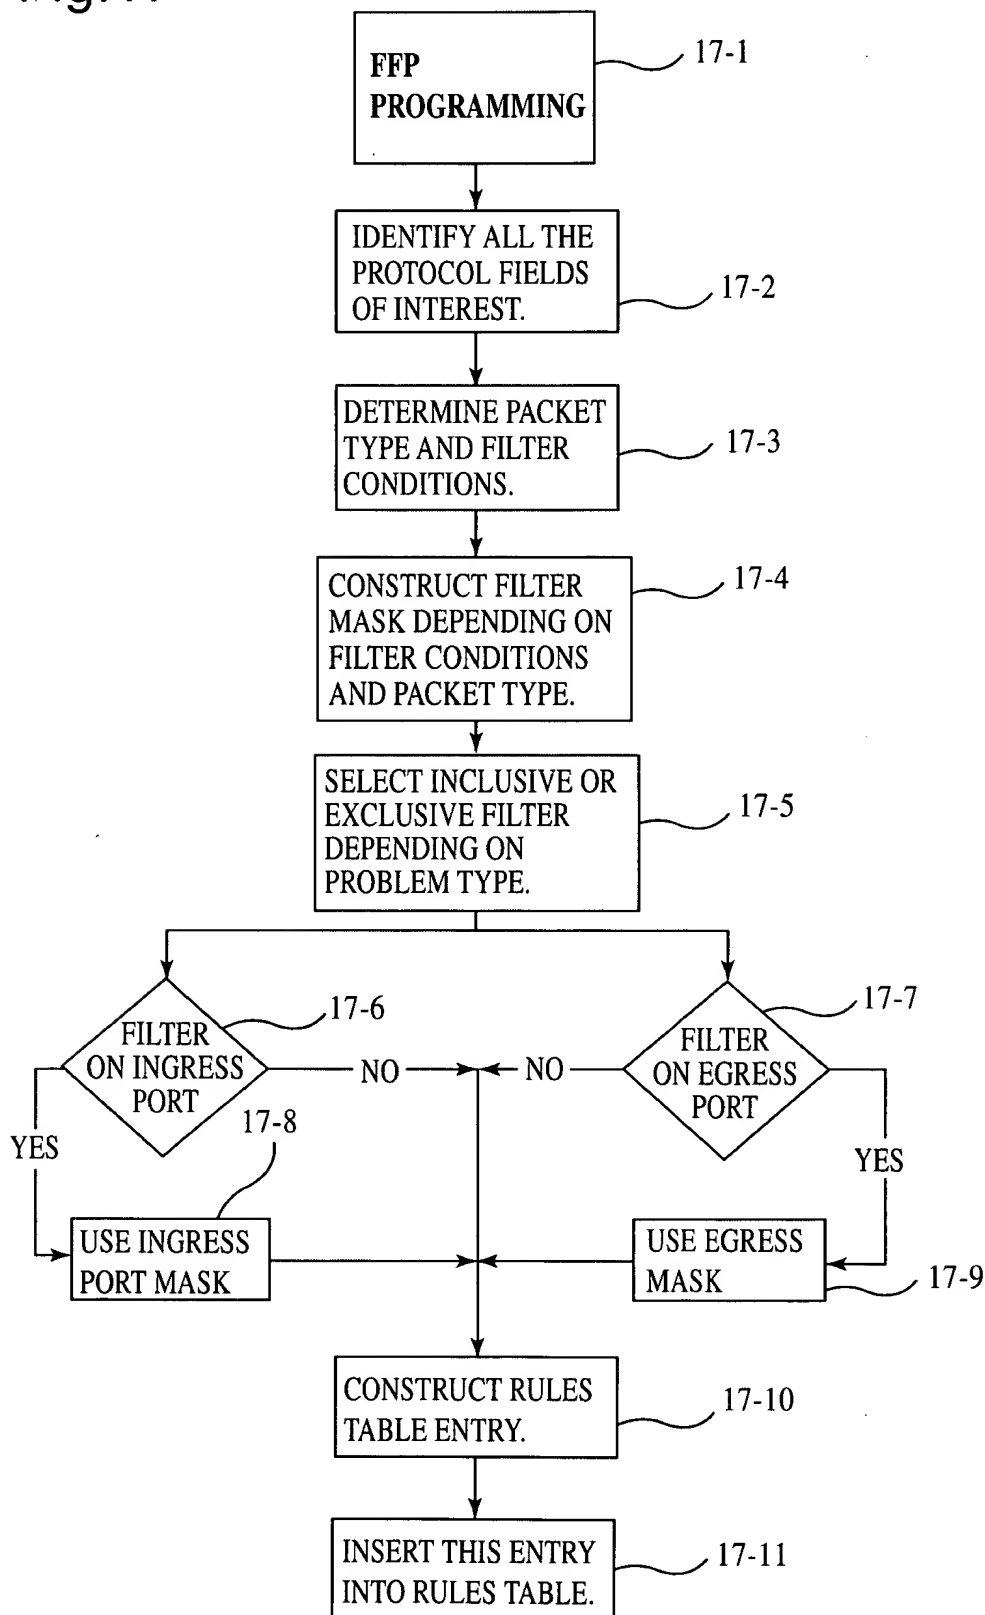 FFP
PROGRAMMING
17-1
IDENTIFY ALL THE
PROTOCOL FIELDS
OF INTEREST.
17-2
DETERMINE PACKET
TYPE AND FILTER
CONDITIONS.
17-3
CONSTRUCT FILTER
MASK DEPENDING ON
FILTER CONDITIONS
AND PACKET TYPE.
17-4
SELECT INCLUSIVE OR
EXCLUSIVE FILTER
DEPENDING ON
PROBLEM TYPE.
17-5
FILTER
ON INGRESS
PORT
17-6
NO
YES
FILTER
ON EGRESS
PORT
17-7
NO
YES
USE INGRESS
PORT MASK
17-8
USE EGRESS
MASK
17-9
CONSTRUCT RULES
TABLE ENTRY.
17-10
INSERT THIS ENTRY
INTO RULES TABLE.
17-11